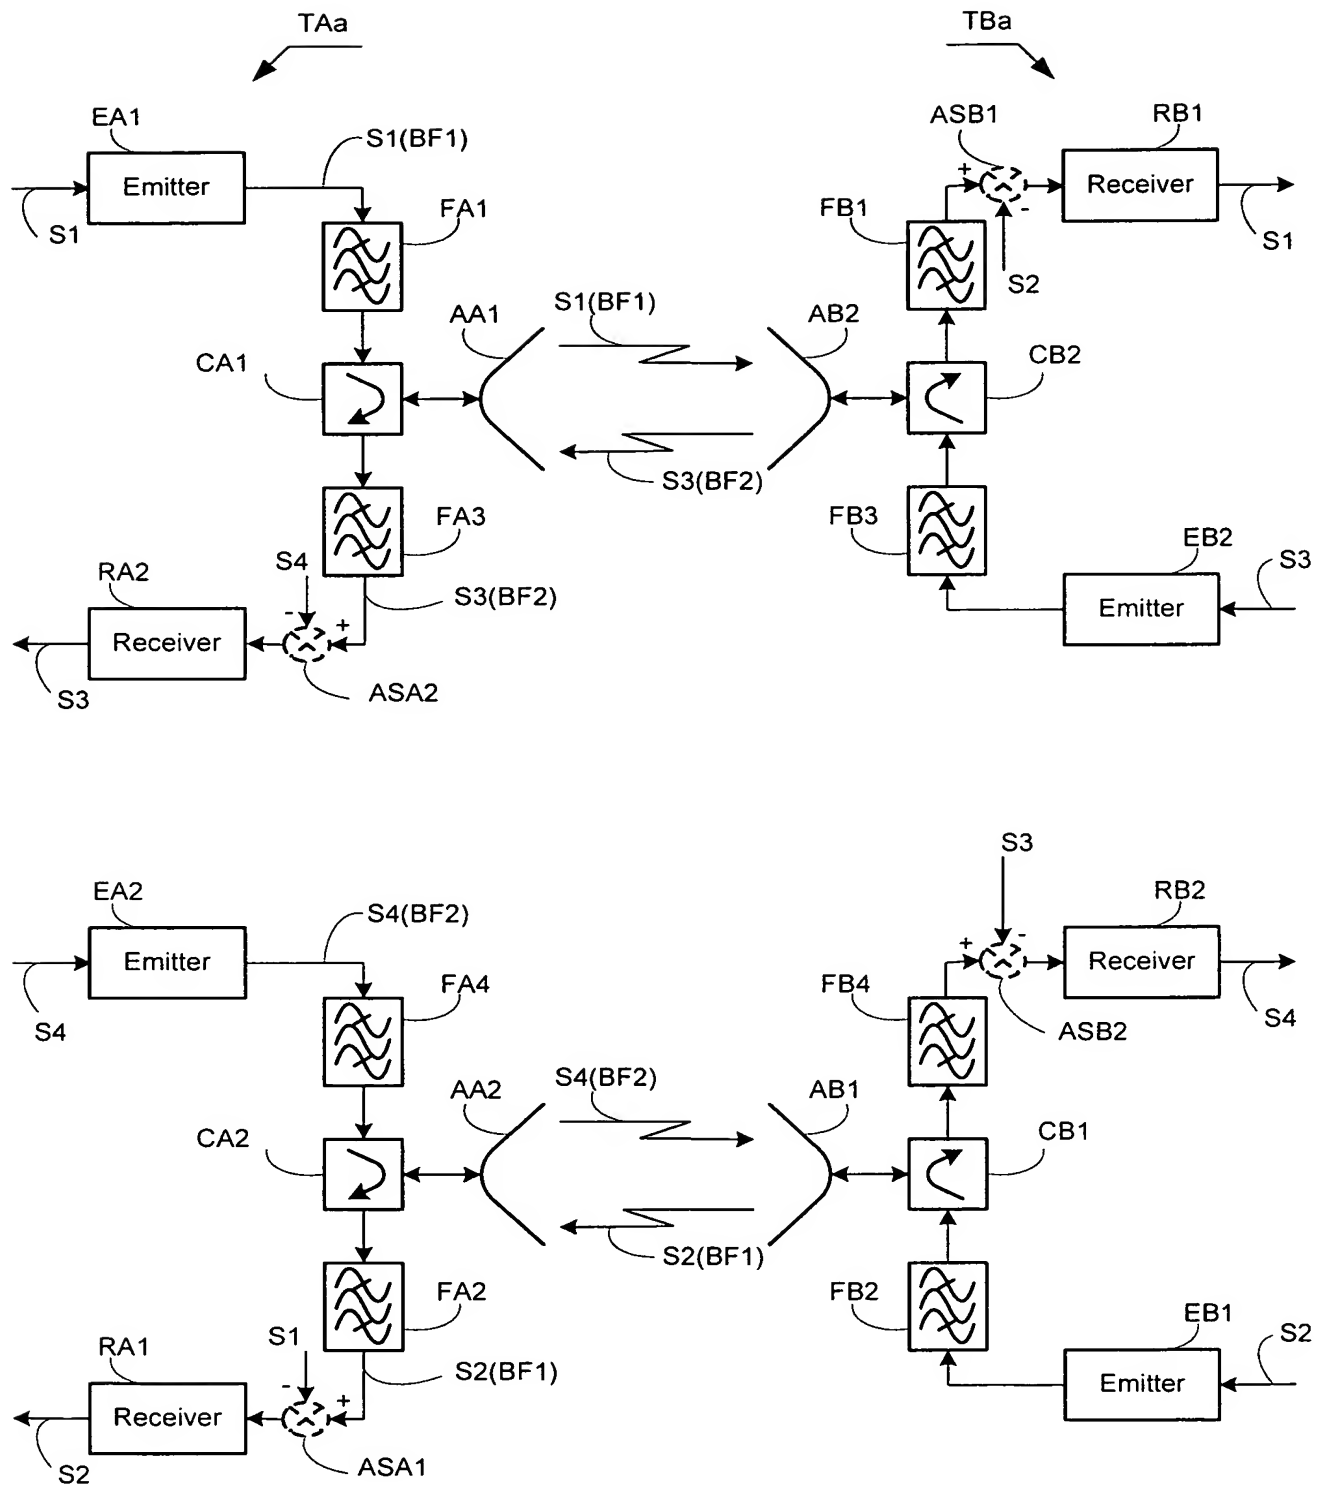 TAa
TBa
EA1
S1(BF1)
ASB1
RB1
Emitter
+
Receiver
S1
FA1
FB1
-
S1
S2
AA1
S1(BF1)
AB2
CA1
CB2
S3(BF2)
FA3
FB3
S4
EB2
S3
RA2
-
+
S3(BF2)
Emitter
Receiver
S3
ASA2
S3
EA2
S4(BF2)
RB2
Emitter
+
-
Receiver
S4
FA4
FB4
ASB2
S4
AA2
S4(BF2)
AB1
CA2
CB1
S2(BF1)
FA2
FB2
S1
EB1
S2
RA1
-
+
S2(BF1)
Emitter
Receiver
S2
ASA1